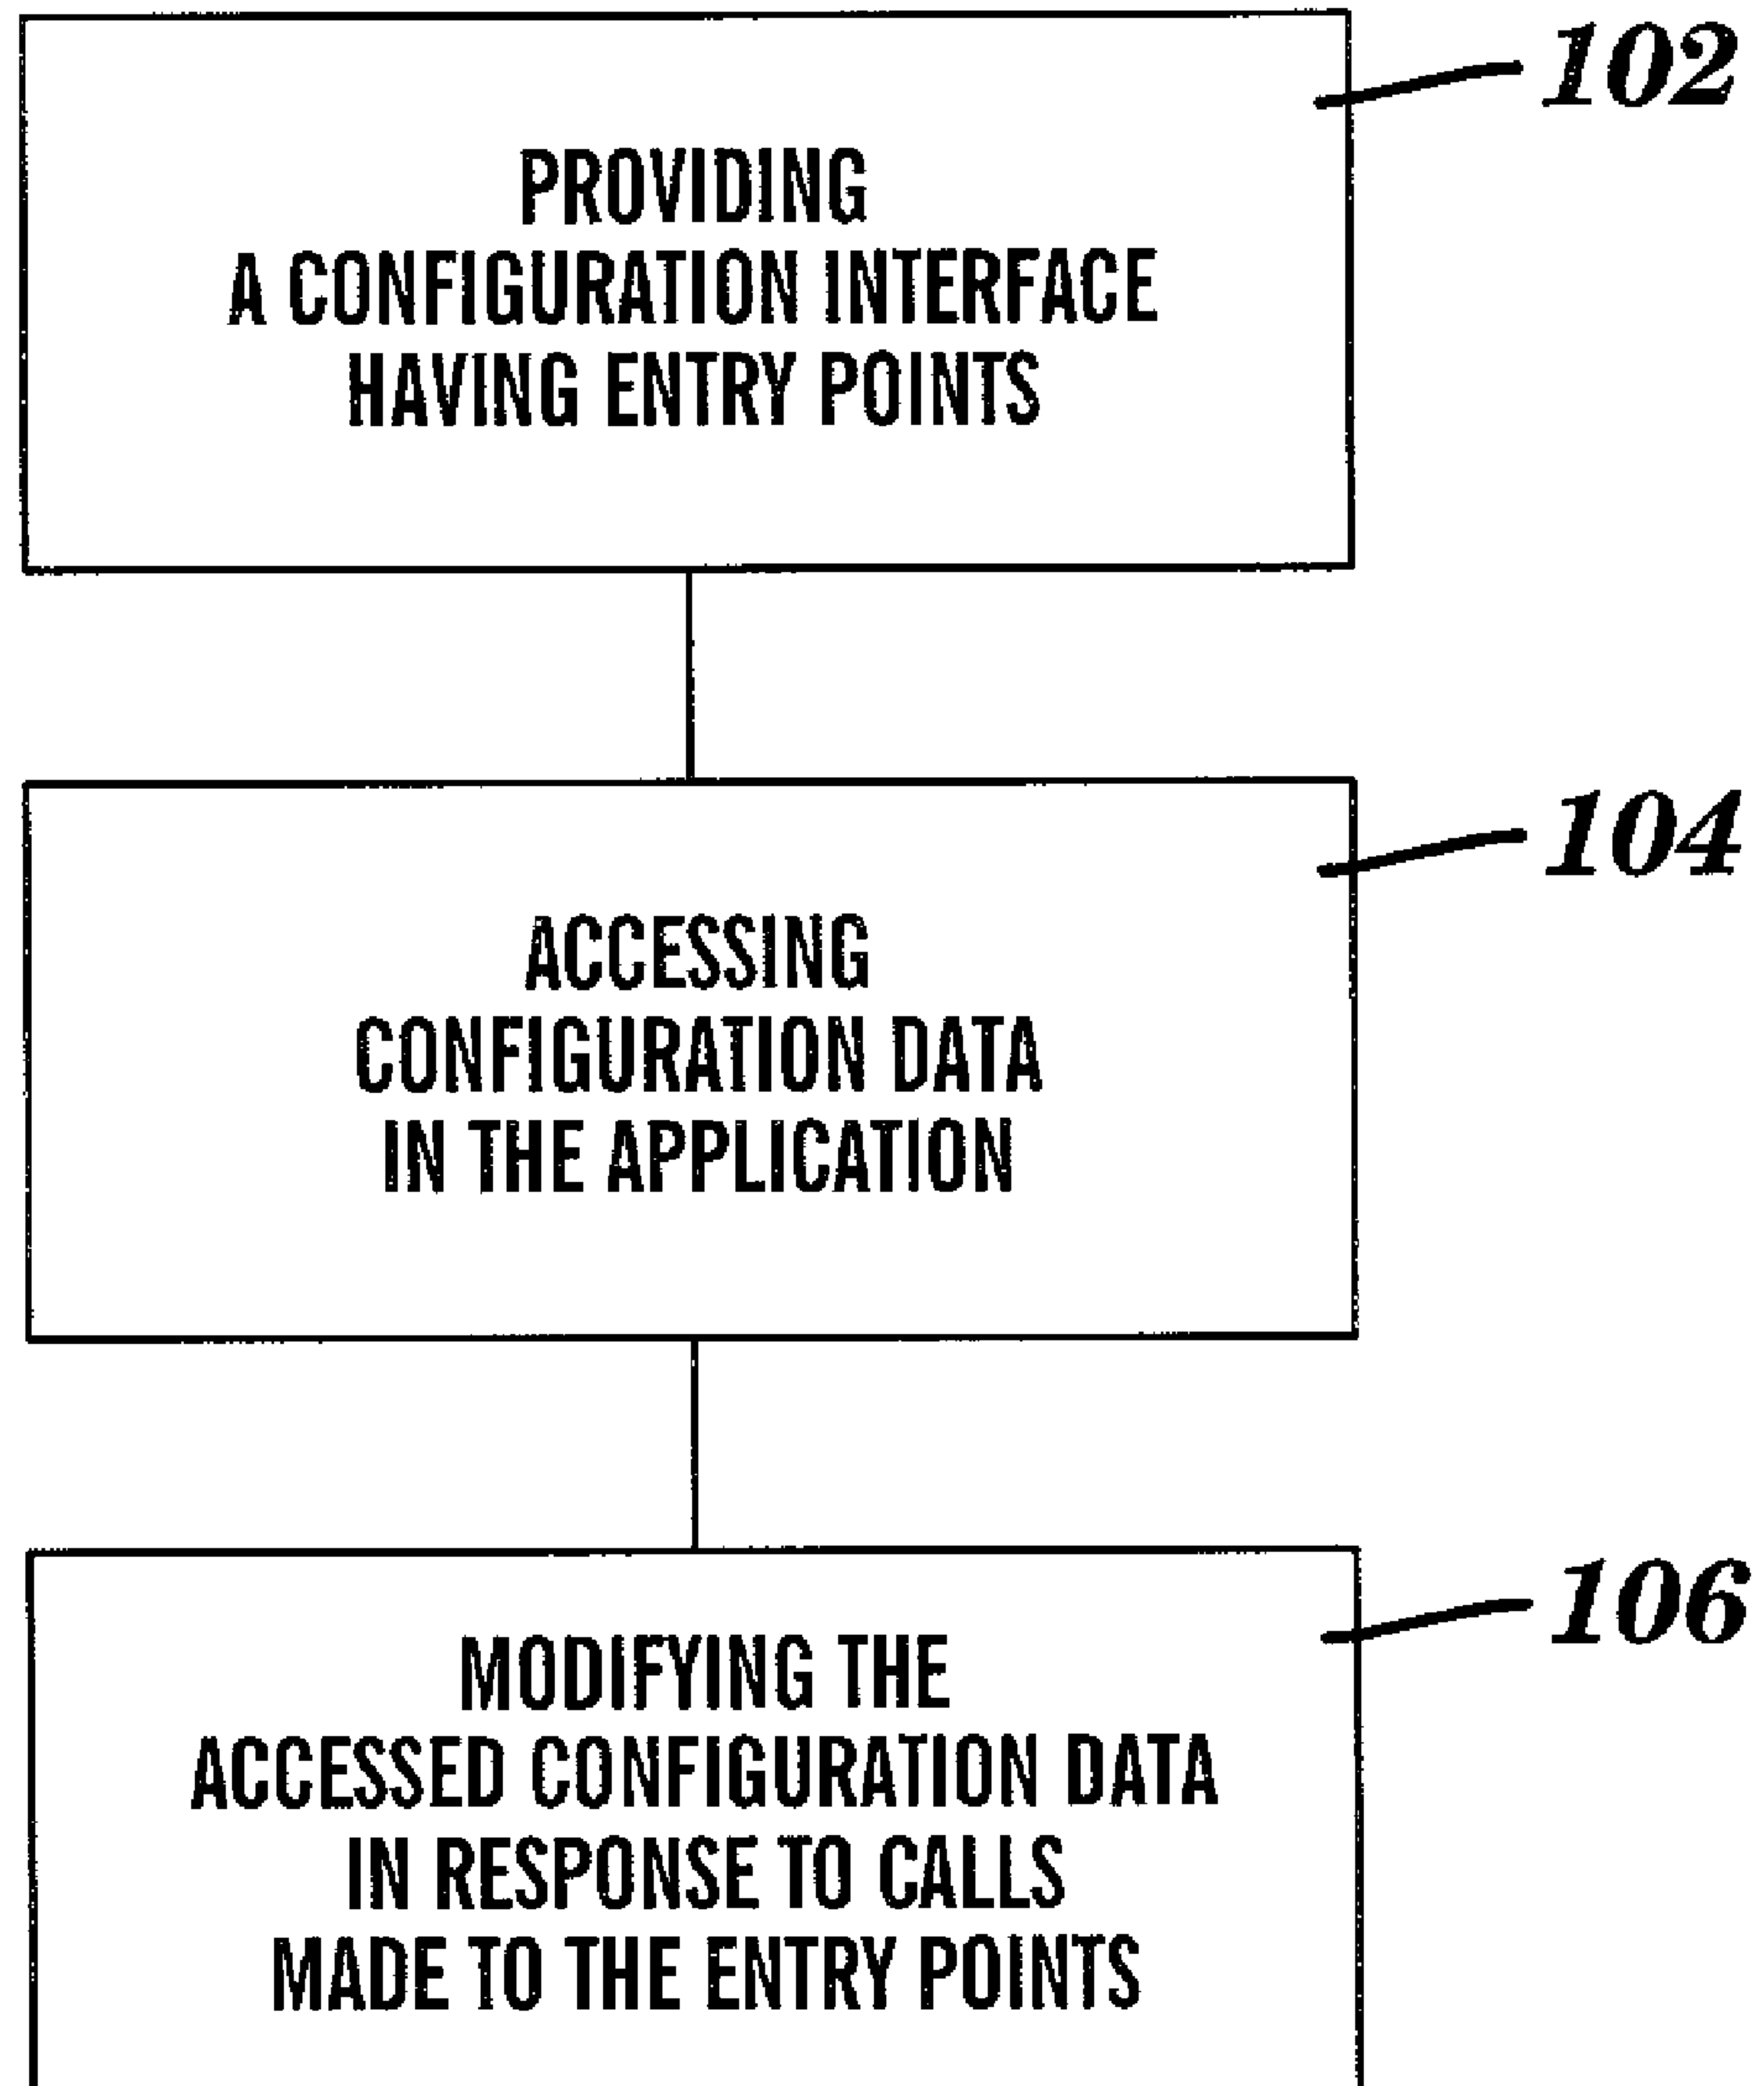 102
PROVIDING
A CONFIGURATION INTERFACE
HAVING ENTRY POINTS
104
ACCESSING
CONFIGURATION DATA
IN THE APPLICATION
106
MODIFYING THE
ACCESSED CONFIGURATION DATA
IN RESPONSE TO CALLS
MADE TO THE ENTRY POINTS